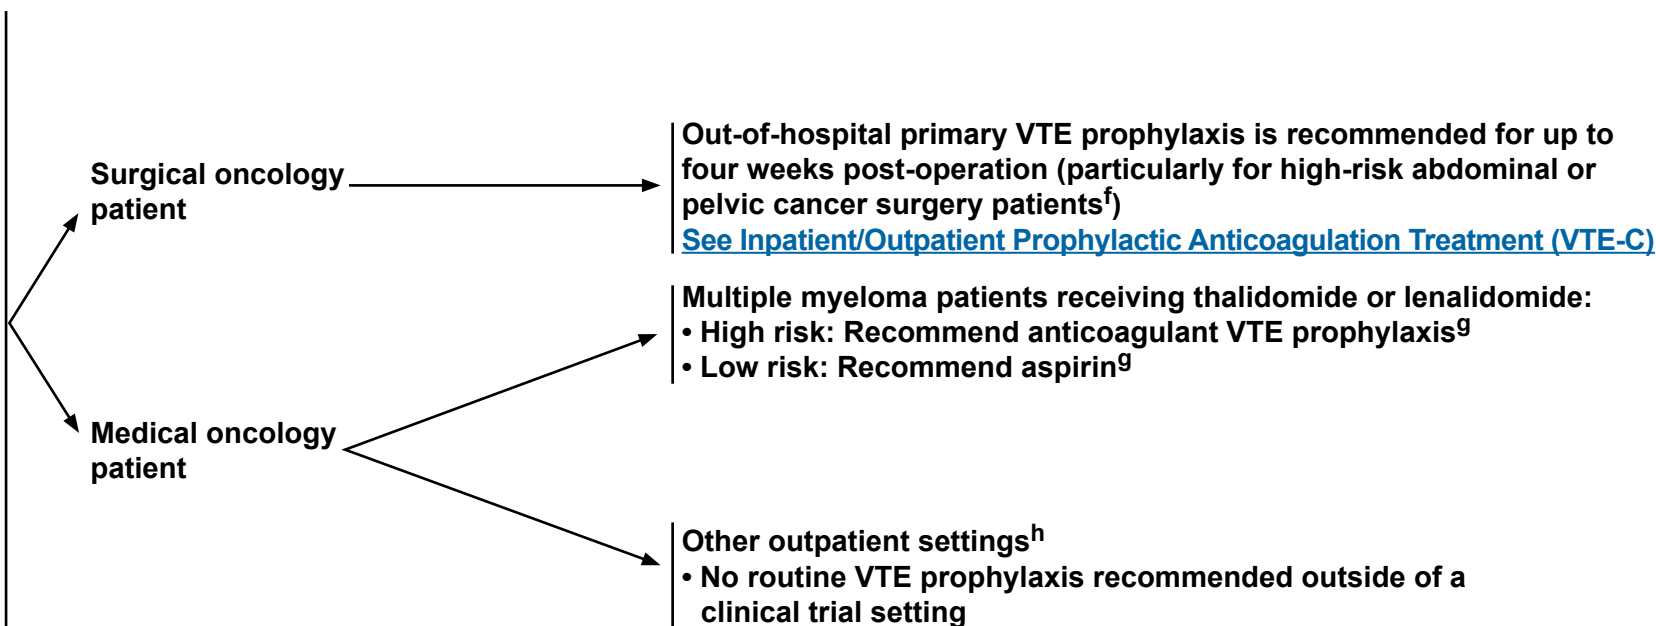 Surgical oncology
patient
Out-of-hospital primary VTE prophylaxis is recommended for up to
four weeks post-operation (particularly for high-risk abdominal or
pelvic cancer surgery patientsf)
See Inpatient/Outpatient Prophylactic Anticoagulation Treatment (VTE-C)
Multiple myeloma patients receiving thalidomide or lenalidomide:
• High risk: Recommend anticoagulant VTE prophylaxisg
• Low risk: Recommend aspiring
Medical oncology
patient
Other outpatient settingsh
• No routine VTE prophylaxis recommended outside of a
clinical trial setting